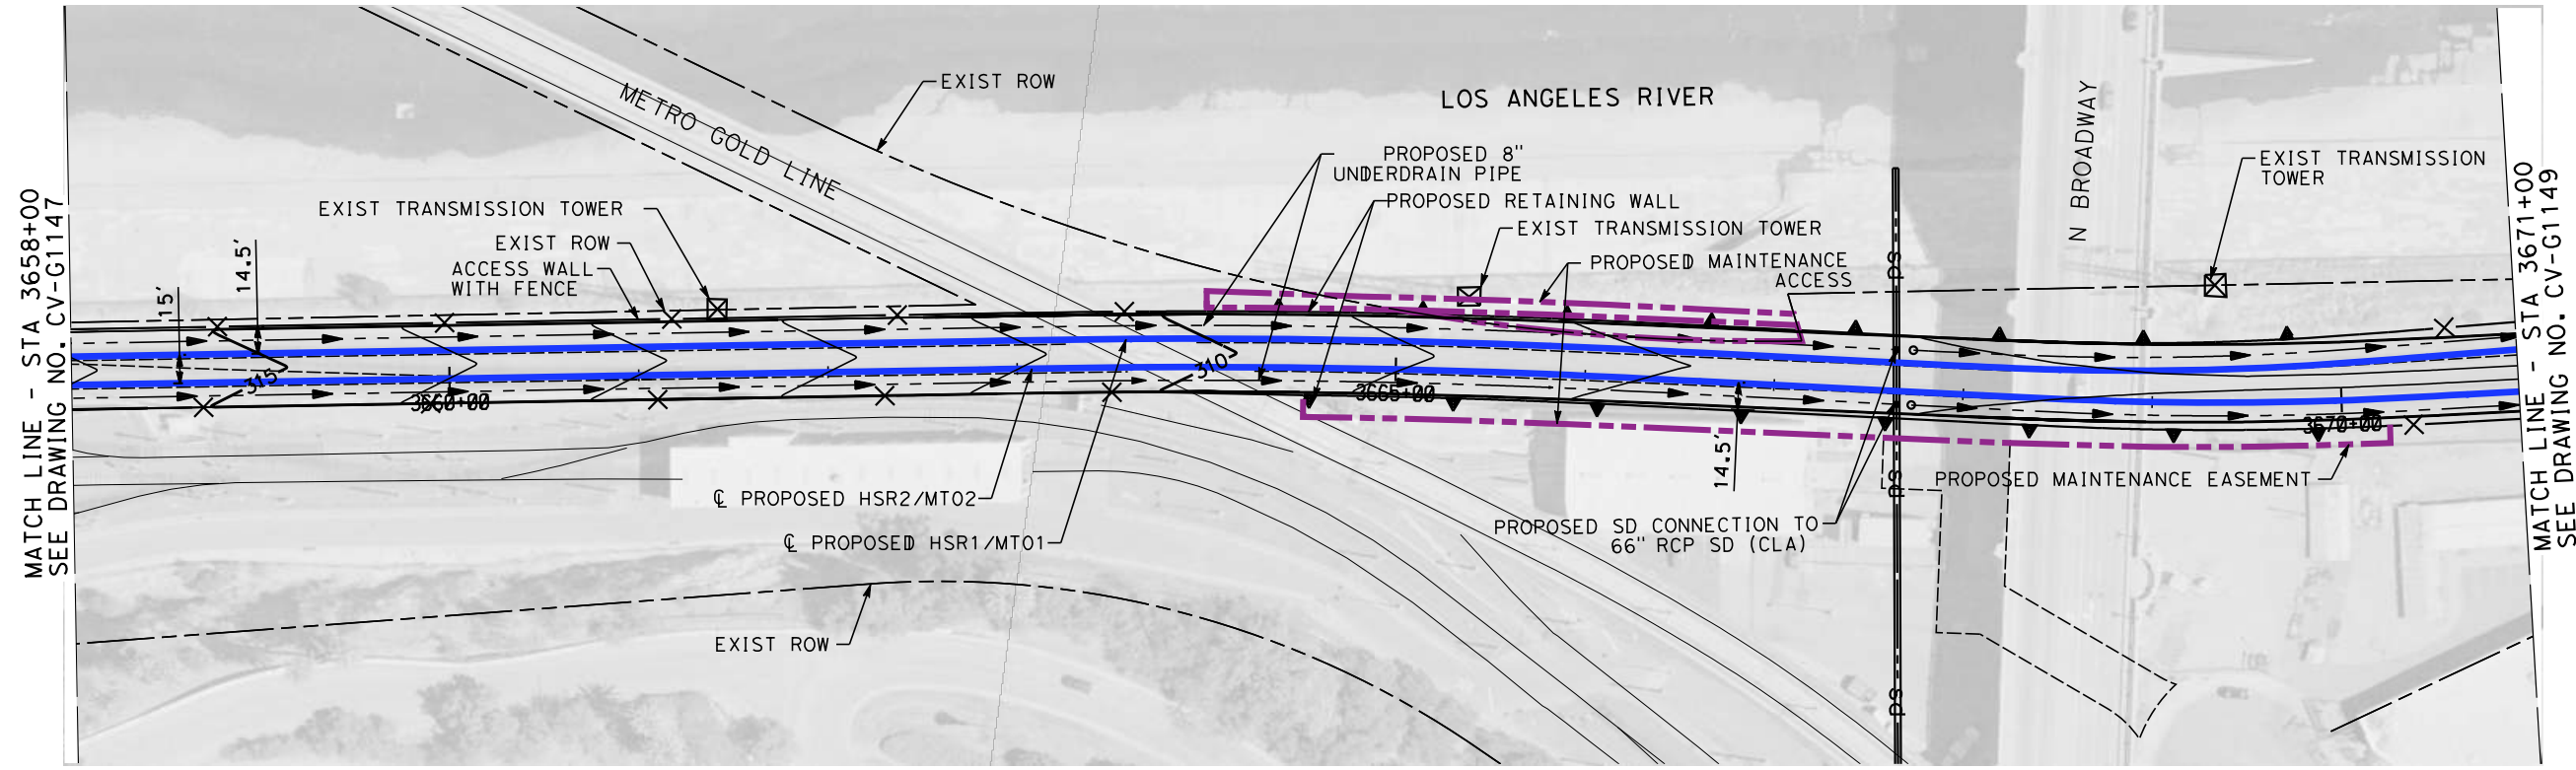 EXIST ROW
LOS ANGELES RIVER
METRO GOLD LINE
N BROADWAY
PROPOSED 8"
UNDERDRAIN PIPE
PROPOSED RETAINING WALL
EXIST TRANSMISSION TOWER
PROPOSED MAINTENANCE
ACCESS
EXIST TRANSMISSION
TOWER
EXIST TRANSMISSION TOWER
EXIST ROW
ACCESS WALL
WITH FENCE
14.5'
15'
MATCH LINE - STA 3658+00
SEE DRAWING NO. CV-G1147
MATCH LINE - STA 3671+00
SEE DRAWING NO. CV-G1149
315
3660+00
310
3665+00
3670+00
14.5'
SD
SD
SD
PROPOSED MAINTENANCE EASEMENT
℄ PROPOSED HSR2/MT02
℄ PROPOSED HSR1/MT01
PROPOSED SD CONNECTION TO
66" RCP SD (CLA)
EXIST ROW